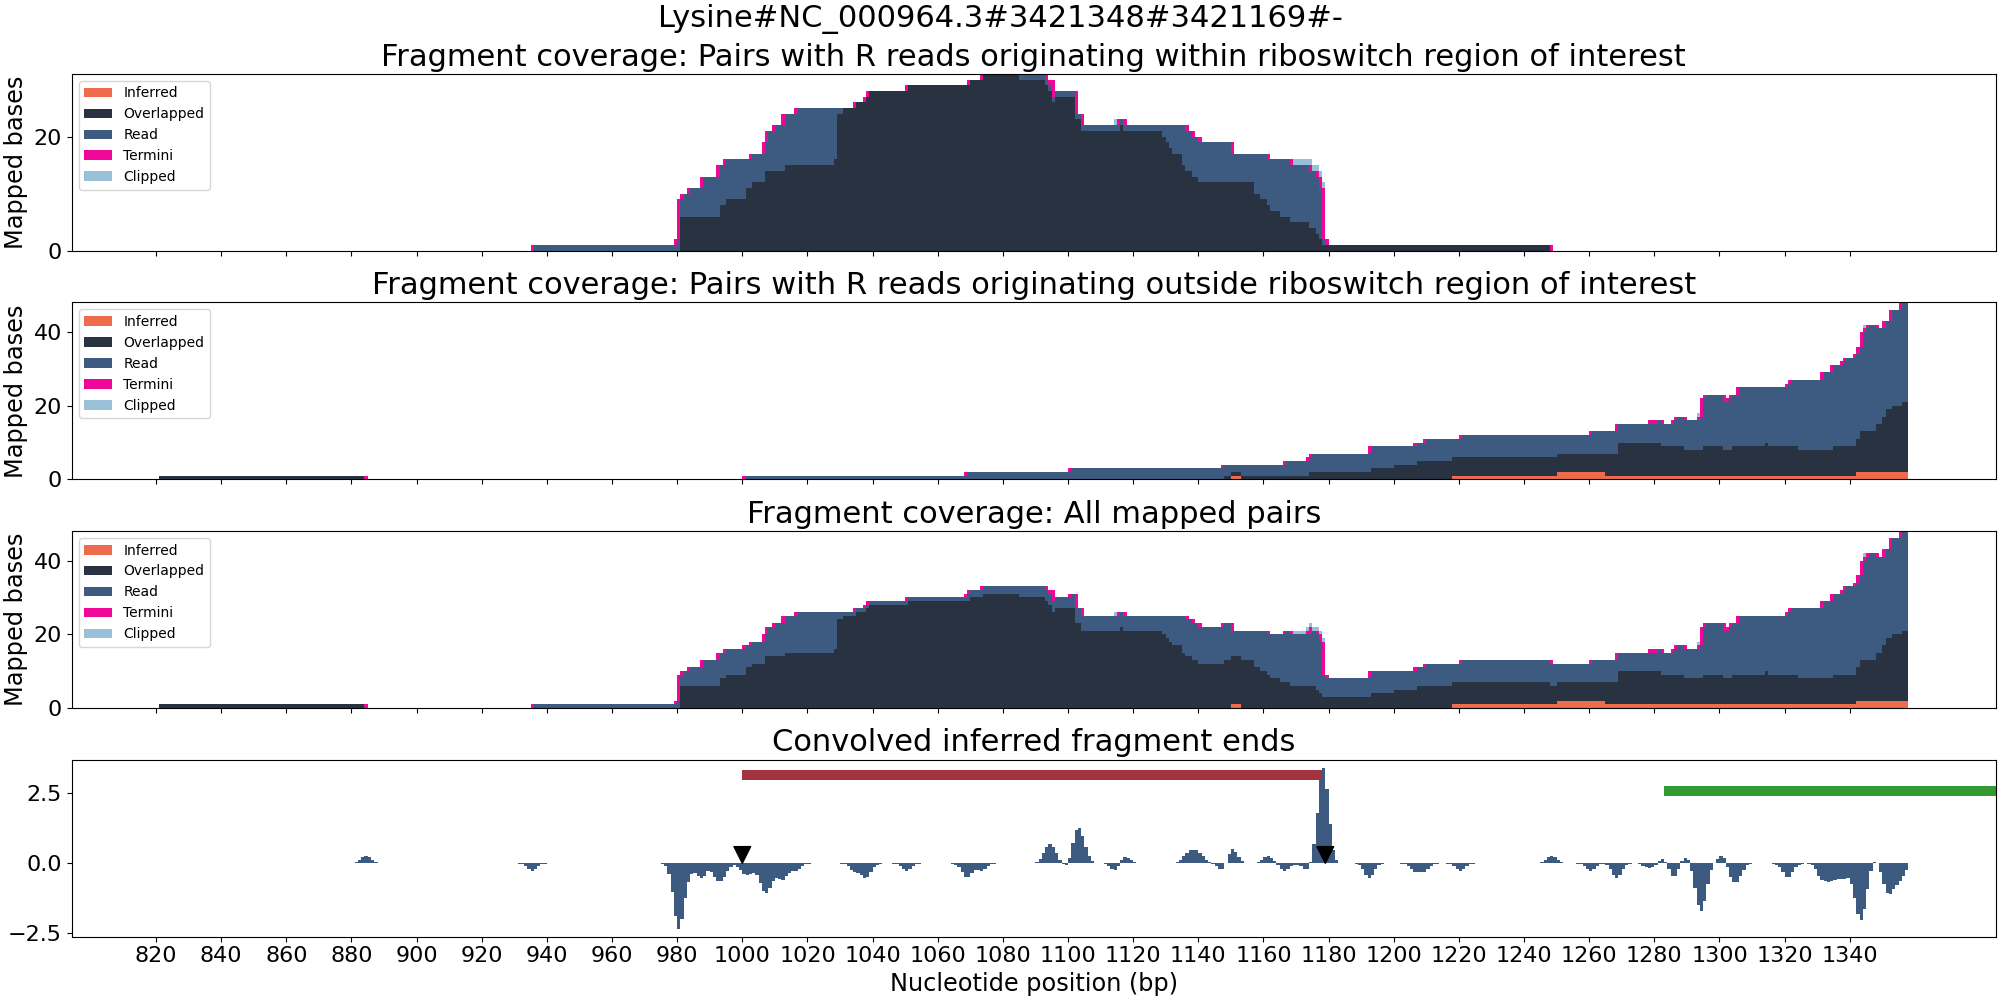 Lysine#NC_000964.3#3421348#3421169#-
Fragment coverage: Pairs with R reads originating within riboswitch region of interest
Mapped bases
20
0
Inferred
Overlapped
Read
Termini
Clipped
Fragment coverage: Pairs with R reads originating outside riboswitch region of interest
Mapped bases
40
20
0
Inferred
Overlapped
Read
Termini
Clipped
Fragment coverage: All mapped pairs
Mapped bases
40
20
0
Inferred
Overlapped
Read
Termini
Clipped
Convolved inferred fragment ends
2.5
0.0
−2.5
820 840 860 880 900 920 940 960 980 1000 1020 1040 1060 1080 1100 1120 1140 1160 1180 1200 1220 1240 1260 1280 1300 1320 1340
Nucleotide position (bp)